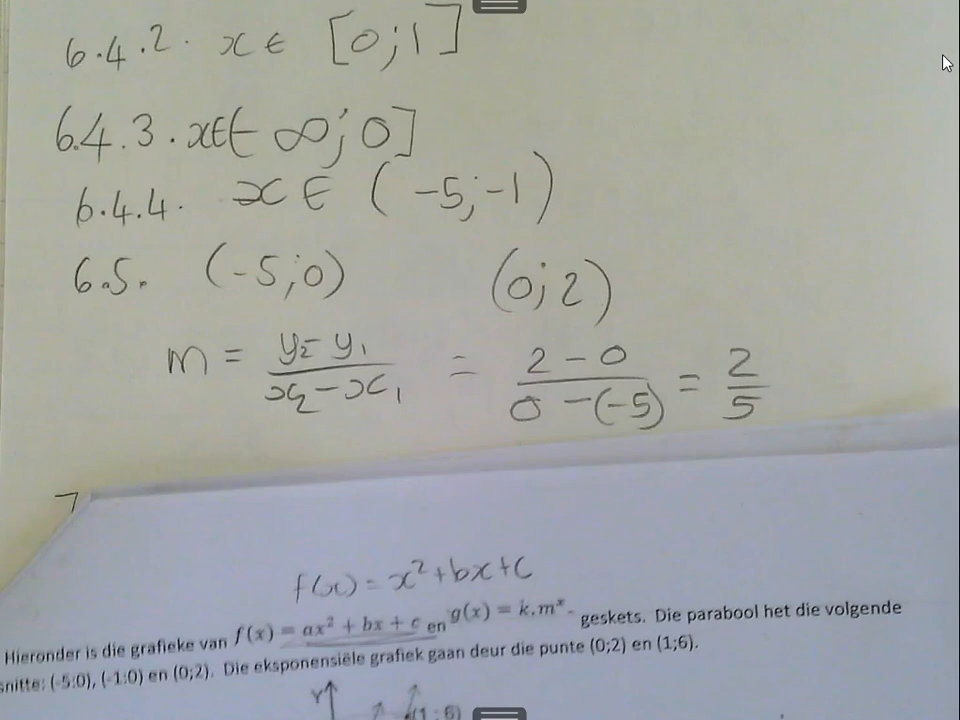 6.4.2. x ∈ [0;1]
6.4.3. x ∈ (-∞;0]
6.4.4. x ∈ (-5;-1)
6.5. (-5;0) (0;2)
m = (y₂ - y₁)/(x₂ - x₁) = (2 - 0)/(0 - (-5)) = 2/5
7
f(x) = x² + bx + c
Hieronder is die grafieke van f(x) = ax² + bx + c en g(x) = k.mˣ geskets. Die parabool het die volgende
snitte: (-5:0), (-1:0) en (0;2). Die eksponensiële grafiek gaan deur die punte (0;2) en (1;6).
Y (1;6)